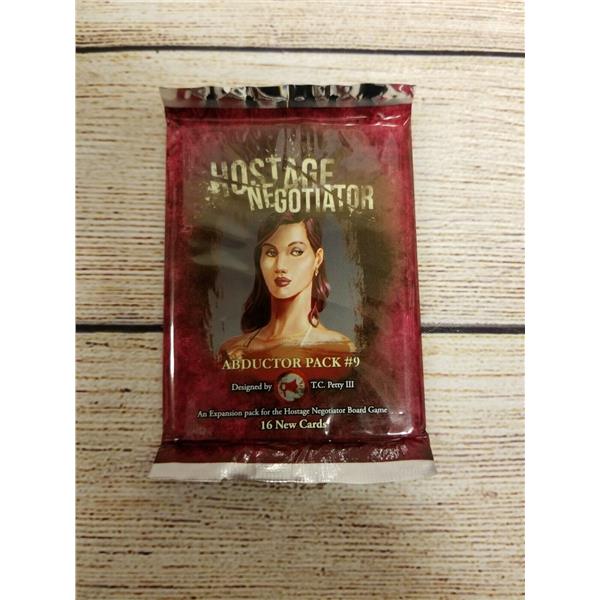 HOSTAGE
NEGOTIATOR
ABDUCTOR PACK #9
Designed by T.C. Petty III
An Expansion pack for the Hostage Negotiator Board Game
16 New Cards